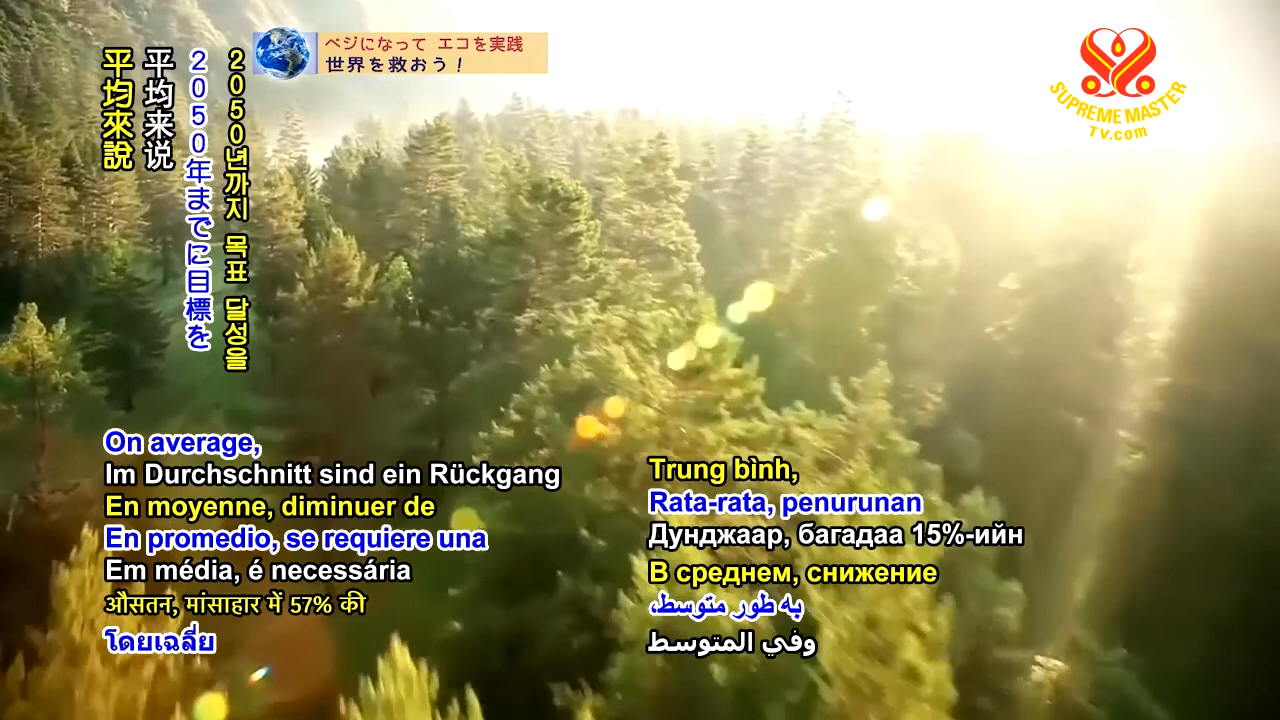 ベジになって エコを実践
世界を救おう！
SUPREME MASTER
TV.com
平均來說
平均来说
2050年までに目標を
2050년까지 목표 달성을
On average,
Im Durchschnitt sind ein Rückgang
En moyenne, diminuer de
En promedio, se requiere una
Em média, é necessária
औसतन, मांसाहार में 57% की
โดยเฉลี่ย
Trung bình,
Rata-rata, penurunan
Дунджаар, багадаа 15%-ийн
В среднем, снижение
به طور متوسط،
وفي المتوسط